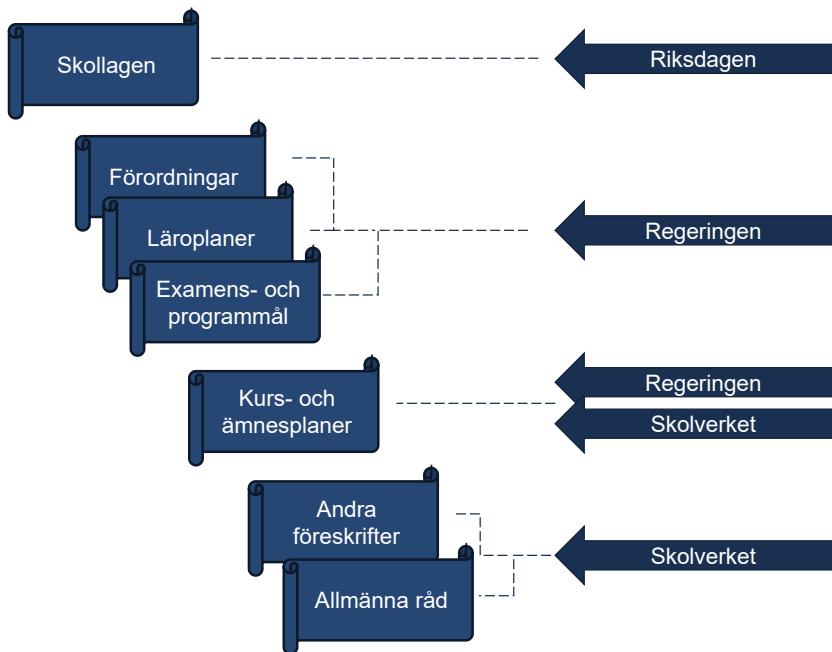 Skollagen
Riksdagen
Förordningar
Läroplaner
Examens- och
programmål
Regeringen
Kurs- och
ämnesplaner
Regeringen
Skolverket
Andra
föreskrifter
Allmänna råd
Skolverket